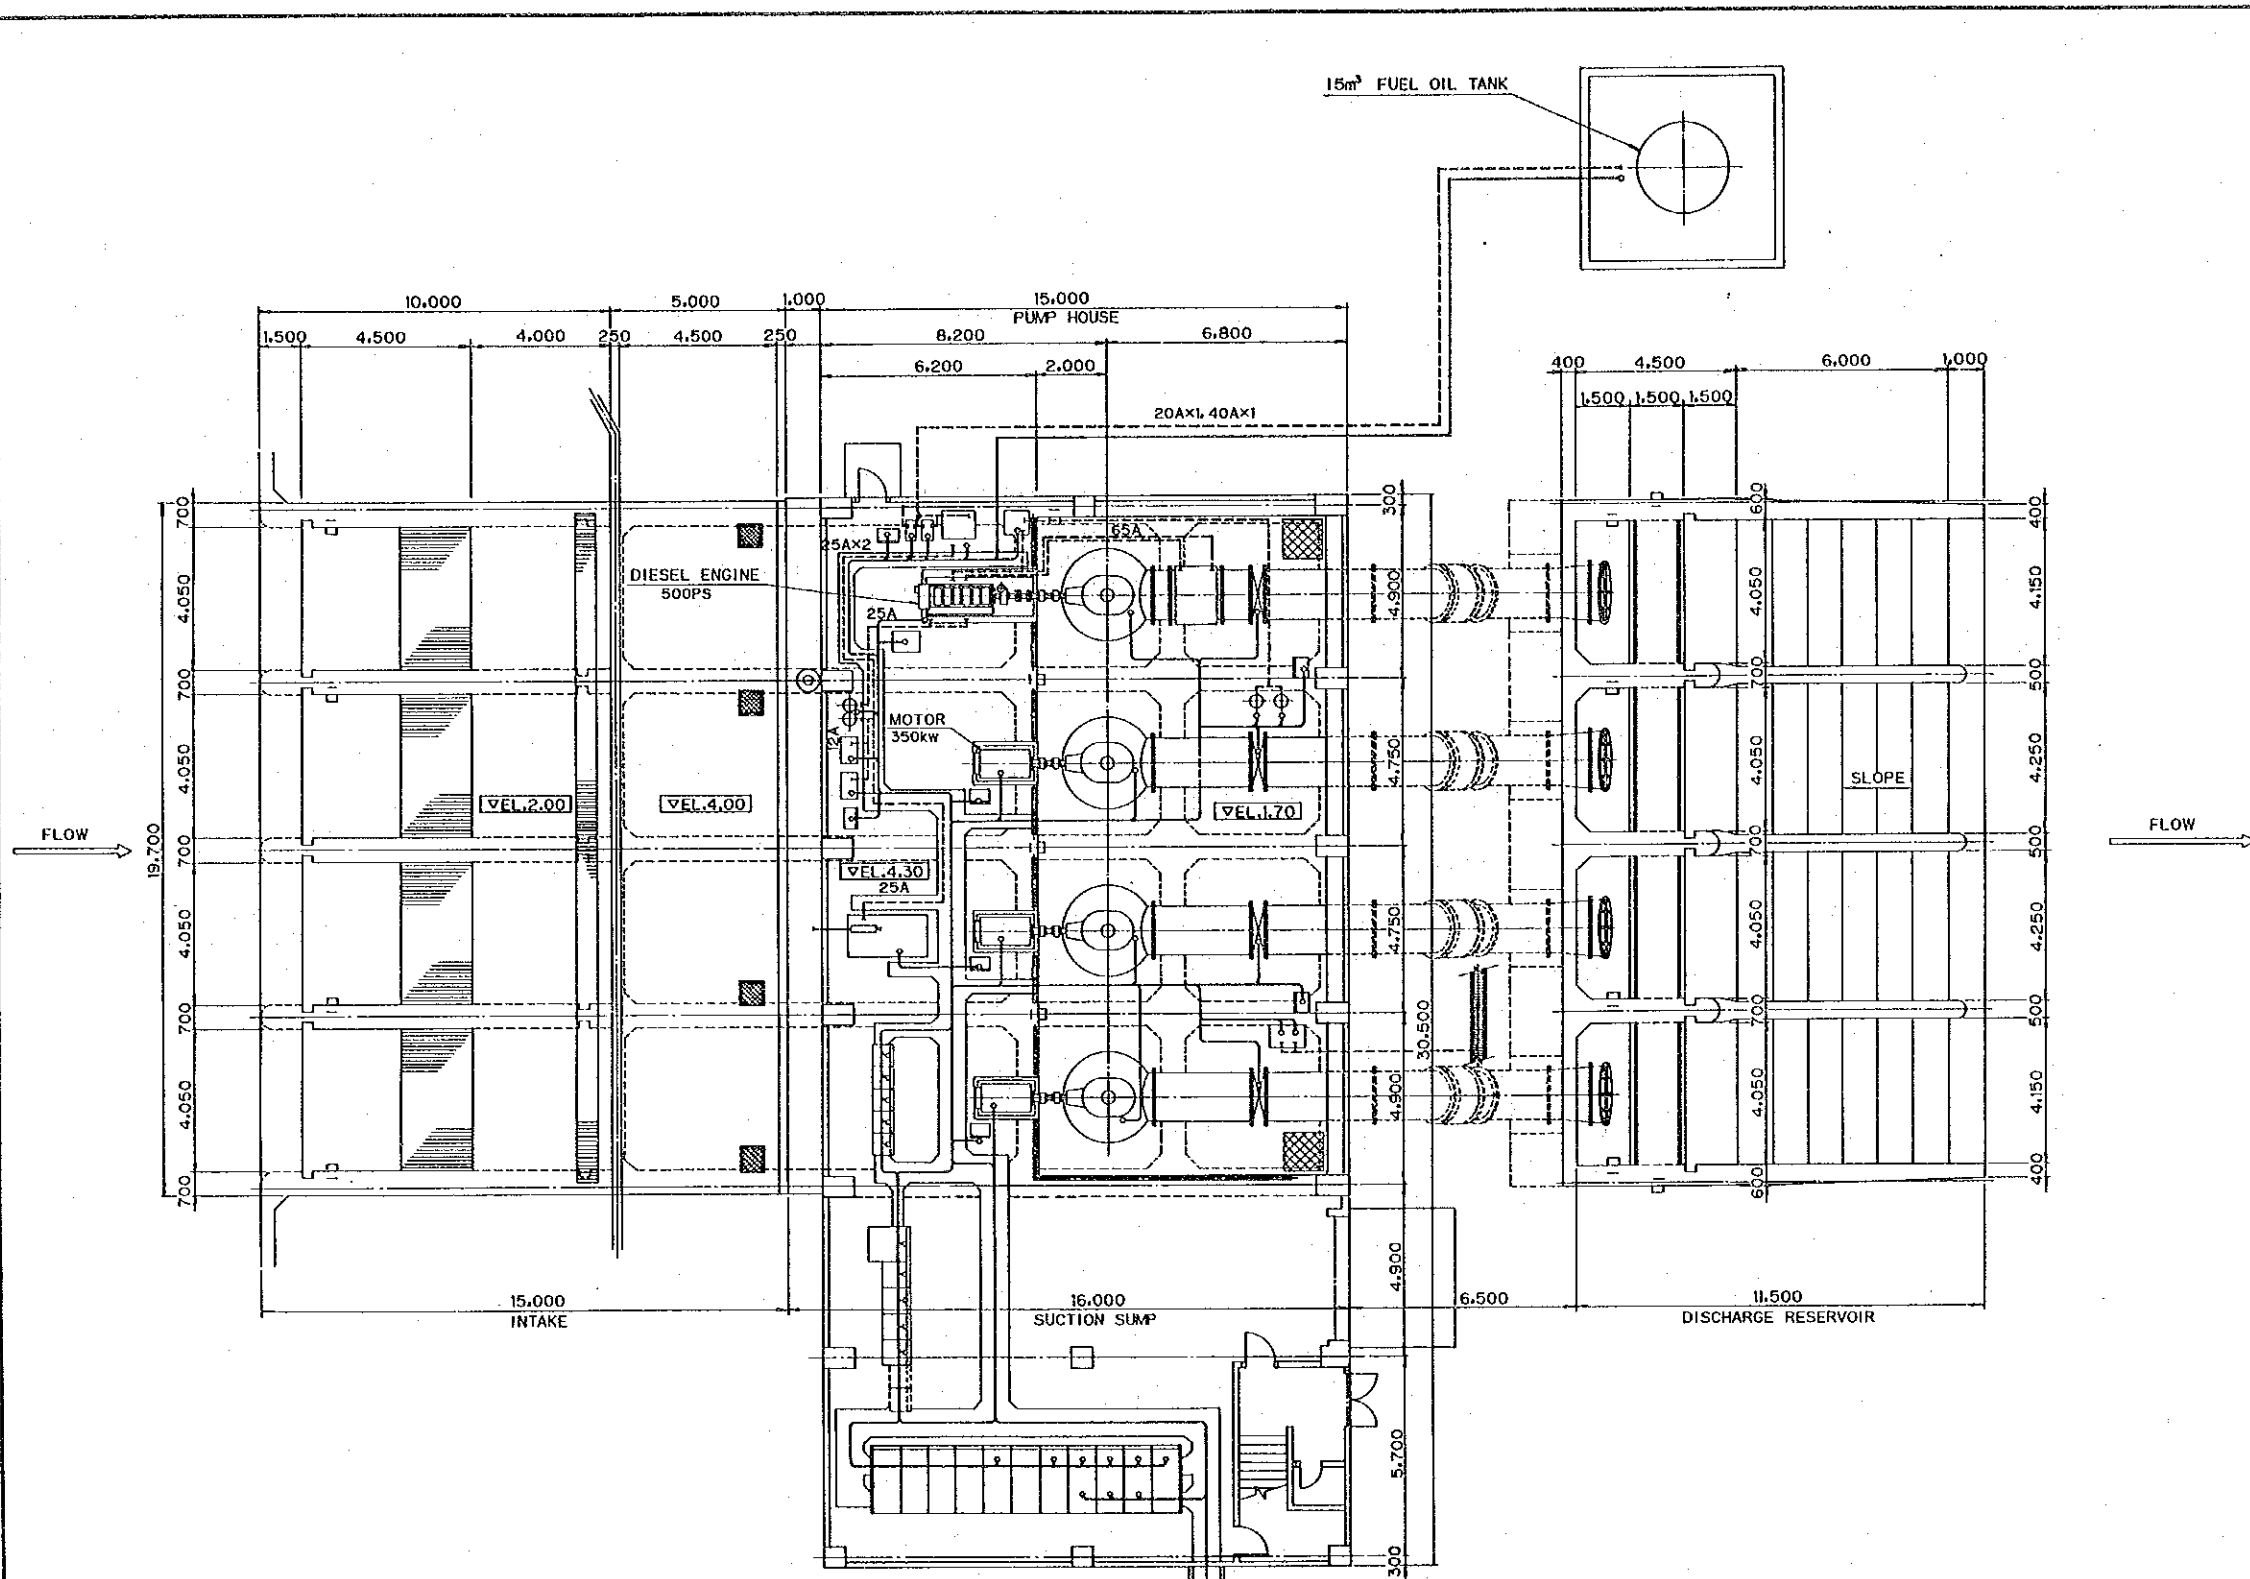 15m³ FUEL OIL TANK
10.000
5.000
1.000
15.000
PUMP HOUSE
1.500
4.500
4.000
250
4.500
250
8.200
6.800
6.200
2.000
400
4.500
6.000
1.000
1.500
1.500
1.500
20A×1, 40A×1
700
300
600
400
25A×2
65A
DIESEL ENGINE
500PS
25A
4.050
4.900
4.050
4.150
700
700
500
MOTOR
350kw
12A
4.050
4.750
4.050
4.250
SLOPE
▽EL.2.00
▽EL.4.00
▽EL.1.70
FLOW
FLOW
19.700
700
700
500
▽EL.4.30
25A
4.050
4.750
4.050
4.250
700
700
500
30.500
4.050
4.900
4.050
4.150
700
600
400
4.900
15.000
INTAKE
16.000
SUCTION SUMP
6.500
11.500
DISCHARGE RESERVOIR
5.700
300